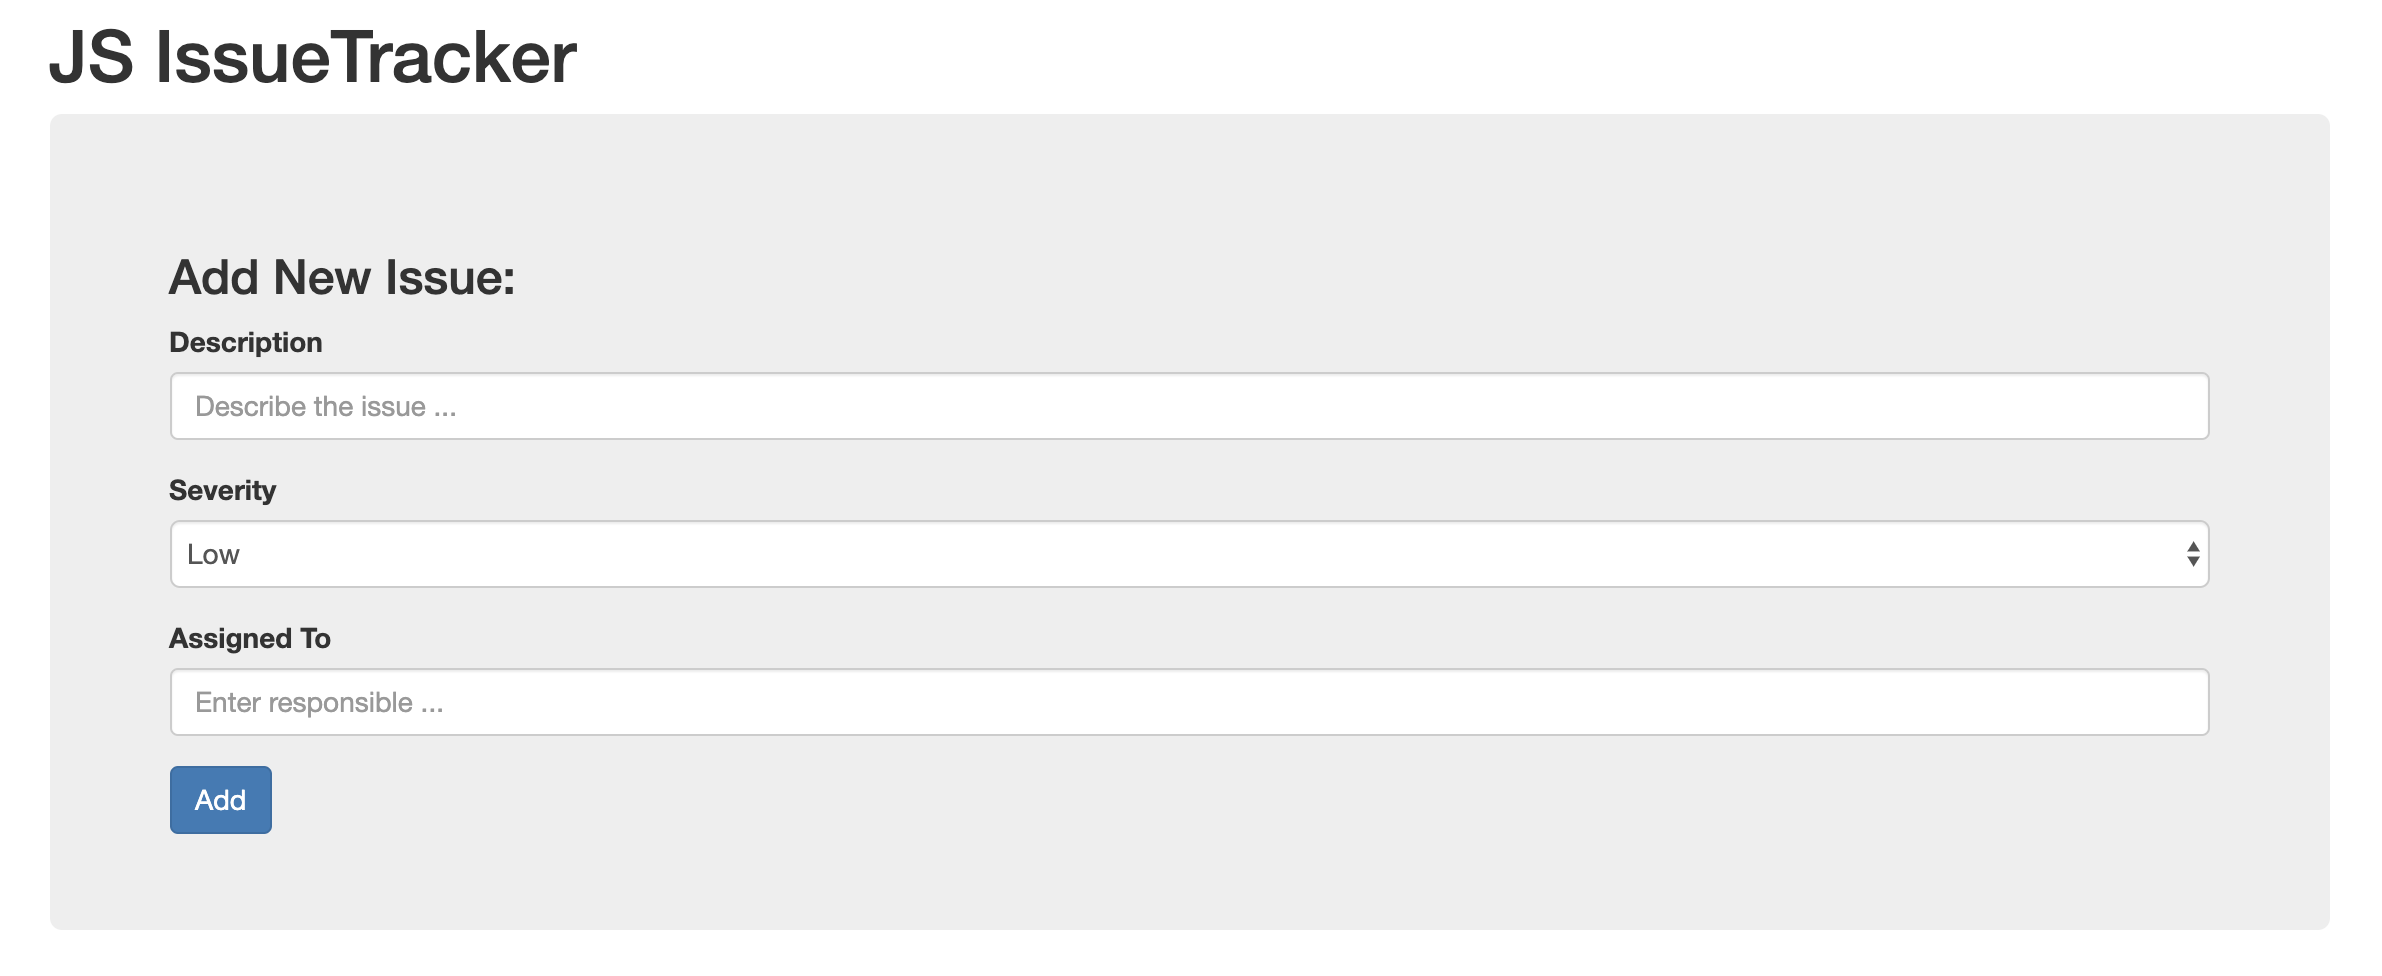 JS IssueTracker
Add New Issue:
Description
Describe the issue ...
Severity
Low
Assigned To
Enter responsible ...
Add